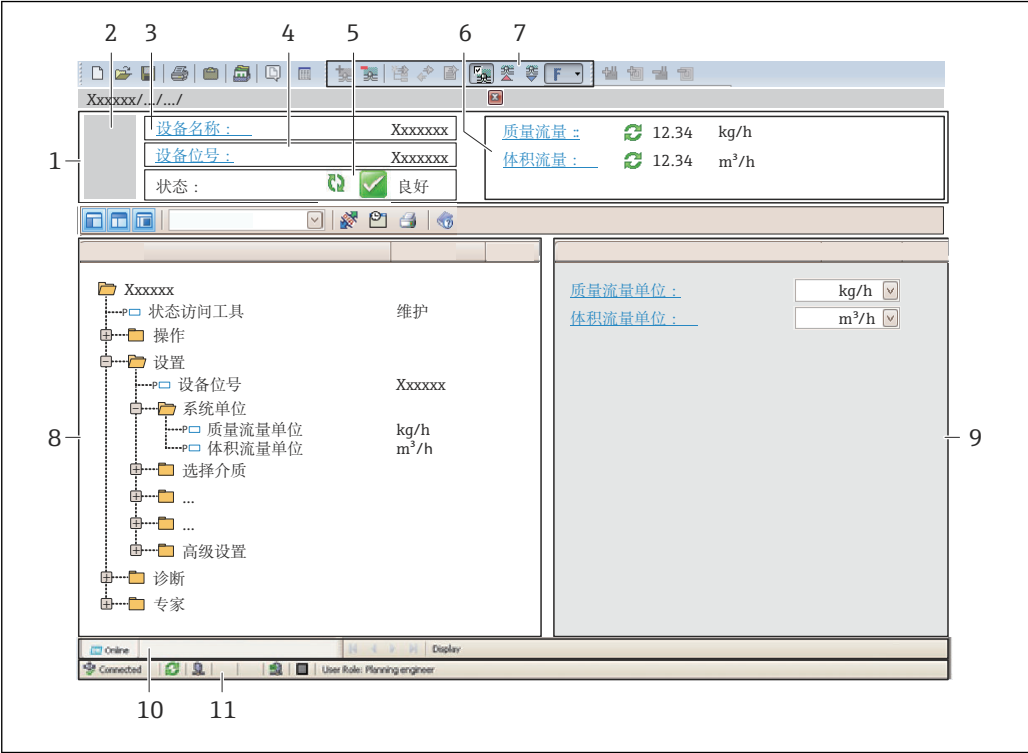 2 3 4 5 6 7
F
Xxxxxx/.../.../
1
设备名称： Xxxxxxx
设备位号： Xxxxxxx
状态： 良好
质量流量： 12.34 kg/h
体积流量： 12.34 m³/h
8
Xxxxxx
P 状态访问工具 维护
操作
设置
P 设备位号 Xxxxxx
系统单位
P 质量流量单位 kg/h
P 体积流量单位 m³/h
选择介质
...
...
高级设置
诊断
专家
质量流量单位： kg/h
体积流量单位： m³/h
9
Online Display
Connected User Role: Planning engineer
10 11